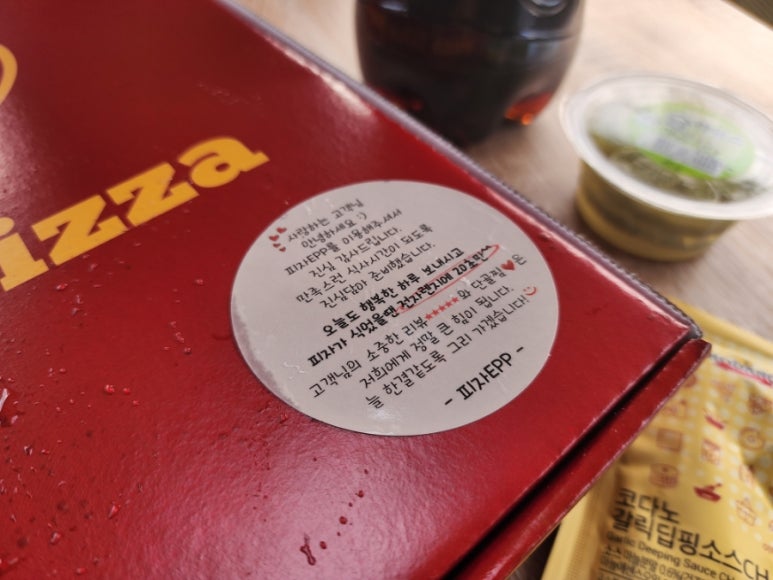 izza
사랑하는 고객님
안녕하세요 :)
피자EPP를 이용해주셔서
진심 감사드립니다.
만족스런 식사시간이 되도록
진심담아 준비했습니다.
오늘도 행복한 하루 보내시고
피자가 식었을땐 전자렌지에 20초만^^
고객님의 소중한 리뷰★★★★★와 단골찜♥은
저희에게 정말 큰 힘이 됩니다.
늘 한결같도록 그리 가겠습니다!
- 피자EPP -
코다노
갈릭딥핑소스
Garlic Deeping Sauce